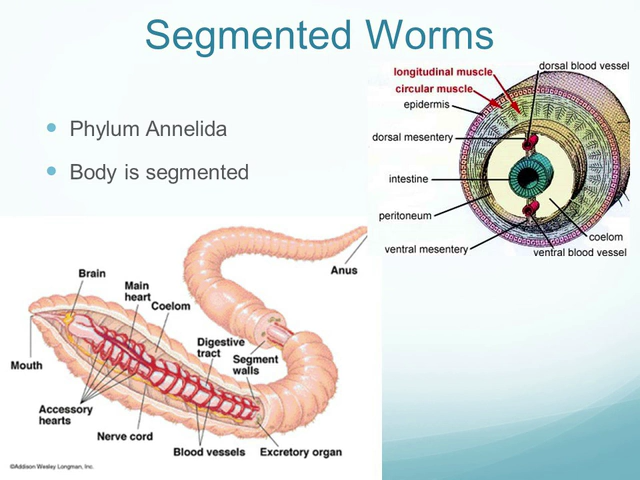 Segmented Worms
Phylum Annelida
Body is segmented
longitudinal muscle
circular muscle
epidermis
dorsal mesentery
intestine
peritoneum
ventral mesentery
dorsal blood vessel
coelom
ventral blood vessel
Brain
Main
heart
Coelom
Digestive
tract
Segment
walls
Anus
Mouth
Accessory
hearts
Nerve cord
Blood vessels
Excretory organ
©Addison Wesley Longman, Inc.